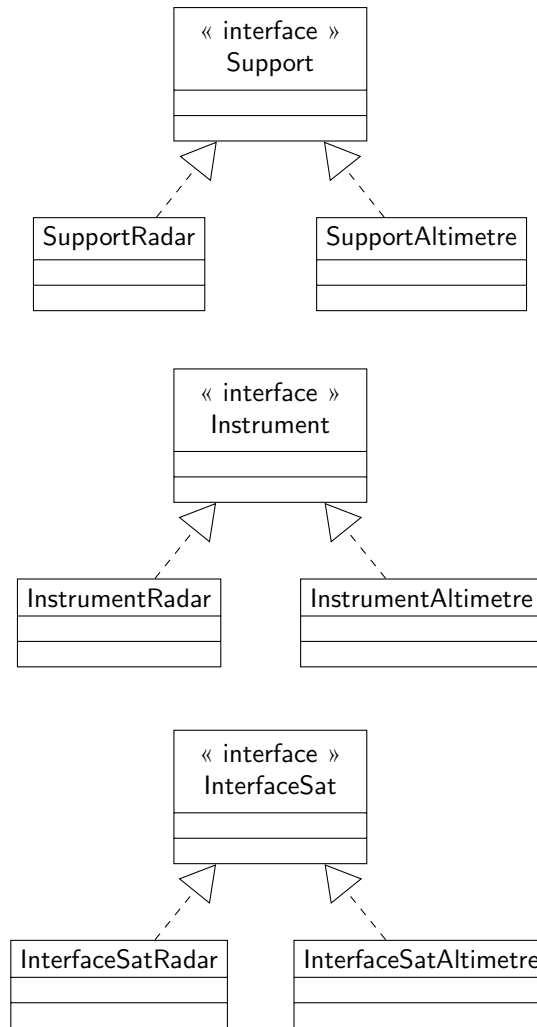 « interface »
Support
SupportRadar
SupportAltimetre
« interface »
Instrument
InstrumentRadar
InstrumentAltimetre
« interface »
InterfaceSat
InterfaceSatRadar
InterfaceSatAltimetre